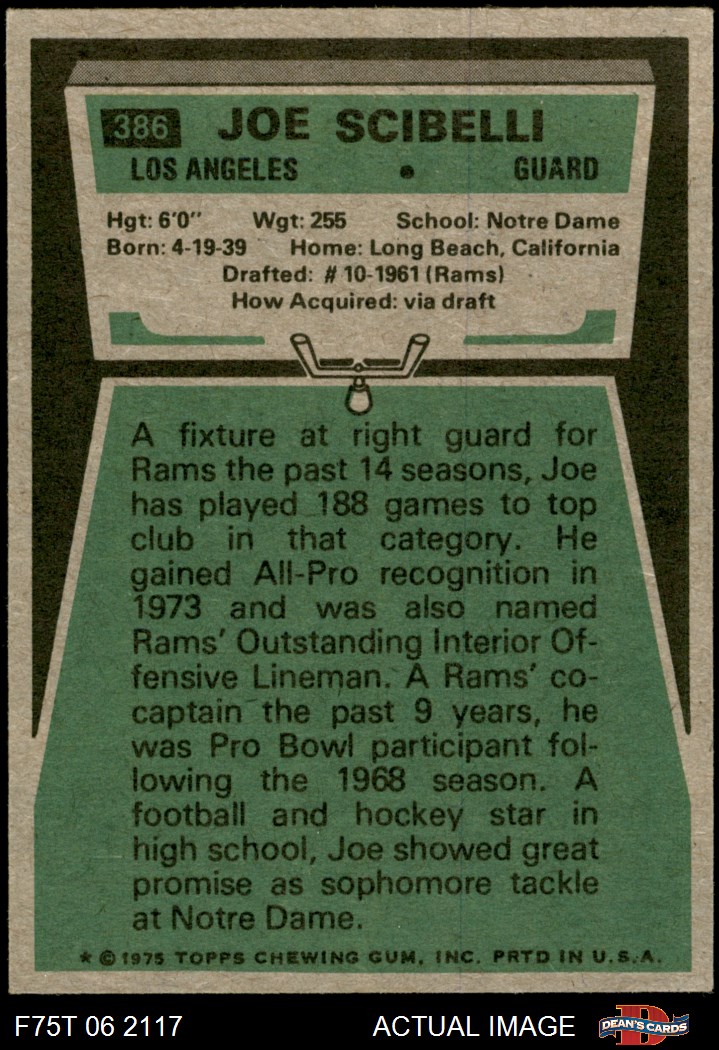 386 JOE SCIBELLI
LOS ANGELES • GUARD
Hgt: 6'0" Wgt: 255 School: Notre Dame
Born: 4-19-39 Home: Long Beach, California
Drafted: #10-1961 (Rams)
How Acquired: via draft
A fixture at right guard for
Rams the past 14 seasons, Joe
has played 188 games to top
club in that category. He
gained All-Pro recognition in
1973 and was also named
Rams' Outstanding Interior Of-
fensive Lineman. A Rams' co-
captain the past 9 years, he
was Pro Bowl participant fol-
lowing the 1968 season. A
football and hockey star in
high school, Joe showed great
promise as sophomore tackle
at Notre Dame.
* © 1975 TOPPS CHEWING GUM, INC. PRTD IN U.S.A.
F75T 06 2117 ACTUAL IMAGE DEAN'S CARDS